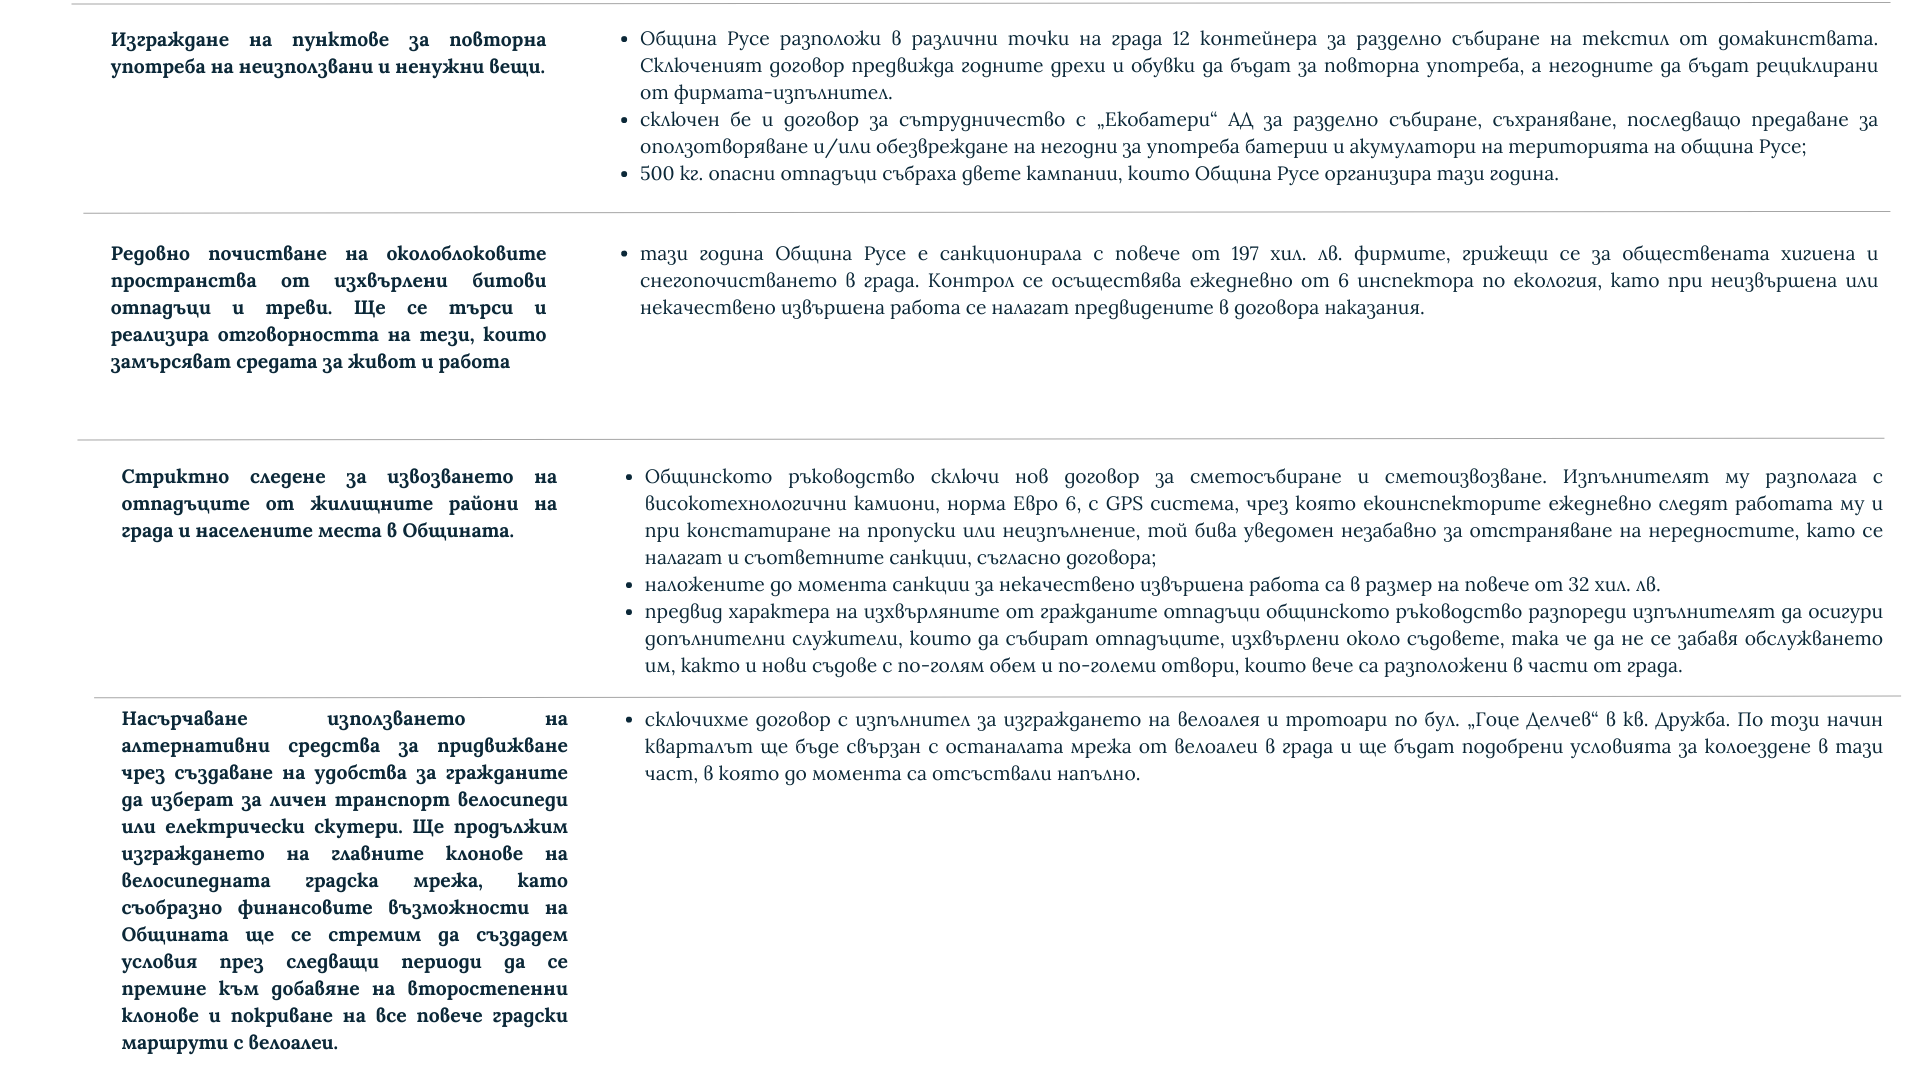 Изграждане на пунктове за повторна
употреба на неизползвани и ненужни вещи.
• Община Русе разположи в различни точки на града 12 контейнера за разделно събиране на текстил от домакинствата.
Сключеният договор предвижда годните дрехи и обувки да бъдат за повторна употреба, а негодните да бъдат рециклирани
от фирмата-изпълнител.
• сключен бе и договор за сътрудничество с „Екобатери“ АД за разделно събиране, съхраняване, последващо предаване за
оползотворяване и/или обезвреждане на негодни за употреба батерии и акумулатори на територията на община Русе;
• 500 кг. опасни отпадъци събраха двете кампании, които Община Русе организира тази година.
Редовно почистване на околоблоковите
пространства от изхвърлени битови
отпадъци и треви. Ще се търси и
реализира отговорността на тези, които
замърсяват средата за живот и работа
• тази година Община Русе е санкционирала с повече от 197 хил. лв. фирмите, грижещи се за обществената хигиена и
снегопочистването в града. Контрол се осъществява ежедневно от 6 инспектора по екология, като при неизвършена или
некачествено извършена работа се налагат предвидените в договора наказания.
Стриктно следене за извозването на
отпадъците от жилищните райони на
града и населените места в Общината.
• Общинското ръководство сключи нов договор за сметосъбиране и сметоизвозване. Изпълнителят му разполага с
високотехнологични камиони, норма Евро 6, с GPS система, чрез която екоинспекторите ежедневно следят работата му и
при констатиране на пропуски или неизпълнение, той бива уведомен незабавно за отстраняване на нередностите, като се
налагат и съответните санкции, съгласно договора;
• наложените до момента санкции за некачествено извършена работа са в размер на повече от 32 хил. лв.
• предвид характера на изхвърляните от гражданите отпадъци общинското ръководство разпореди изпълнителят да осигури
допълнителни служители, които да събират отпадъците, изхвърлени около съдовете, така че да не се забавя обслужването
им, както и нови съдове с по-голям обем и по-големи отвори, които вече са разположени в части от града.
Насърчаване използването на
алтернативни средства за придвижване
чрез създаване на удобства за гражданите
да изберат за личен транспорт велосипеди
или електрически скутери. Ще продължим
изграждането на главните клонове на
велосипедната градска мрежа, като
съобразно финансовите възможности на
Общината ще се стремим да създадем
условия през следващи периоди да се
премине към добавяне на второстепенни
клонове и покриване на все повече градски
маршрути с велоалеи.
• сключихме договор с изпълнител за изграждането на велоалея и тротоари по бул. „Гоце Делчев“ в кв. Дружба. По този начин
кварталът ще бъде свързан с останалата мрежа от велоалеи в града и ще бъдат подобрени условията за колоездене в тази
част, в която до момента са отсъствали напълно.